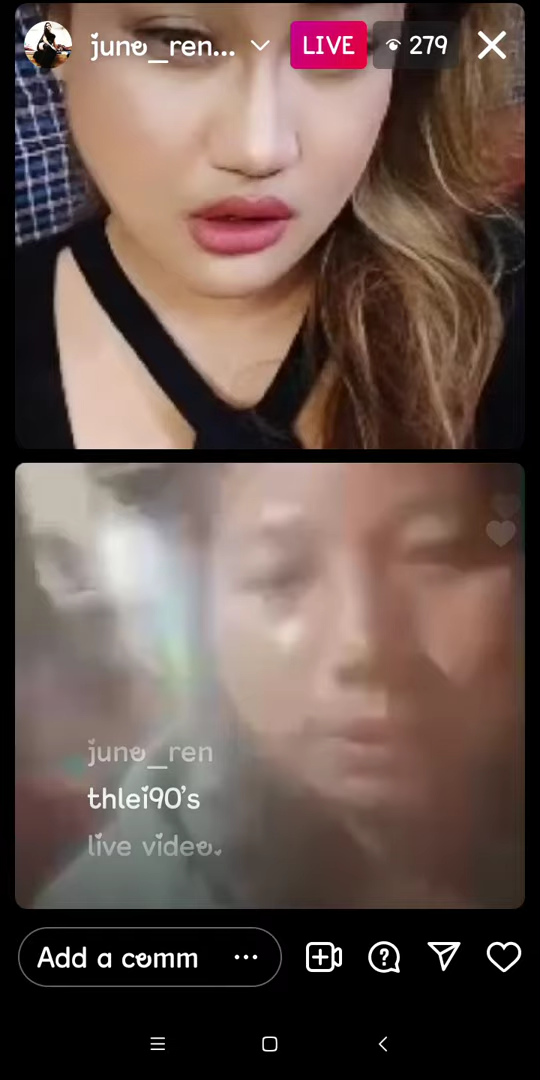 june_ren...
LIVE
279
june_ren
thlei90's
live video.
Add a comm